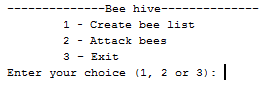 --------------Bee hive--------------
1 - Create bee list
2 - Attack bees
3 - Exit
Enter your choice (1, 2 or 3):